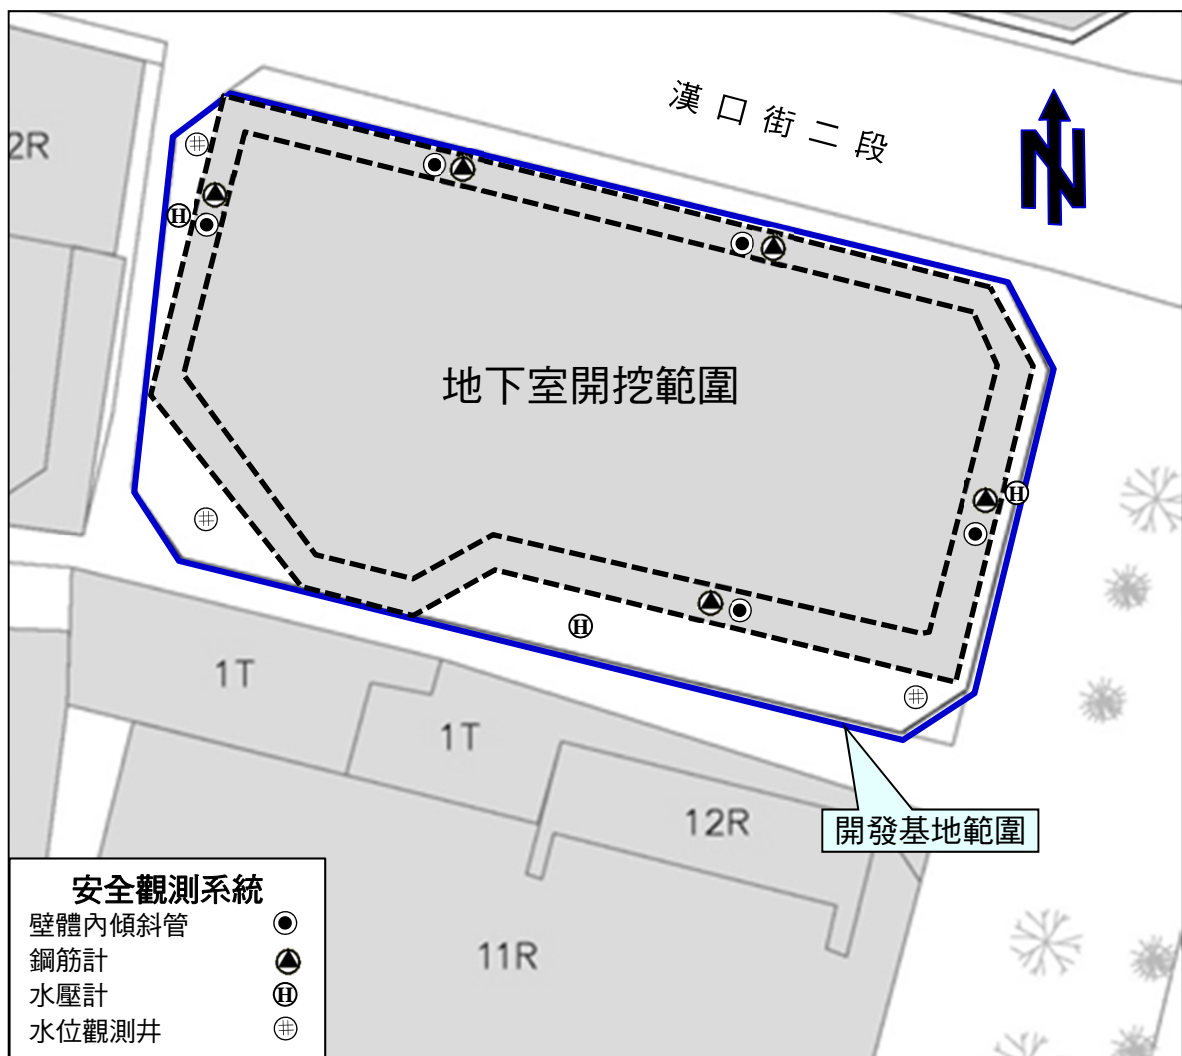 漢口街二段
N
2R
地下室開挖範圍
1T
1T
12R
開發基地範圍
11R
H
H
H
安全觀測系統
壁體內傾斜管
鋼筋計
水壓計 H
水位觀測井